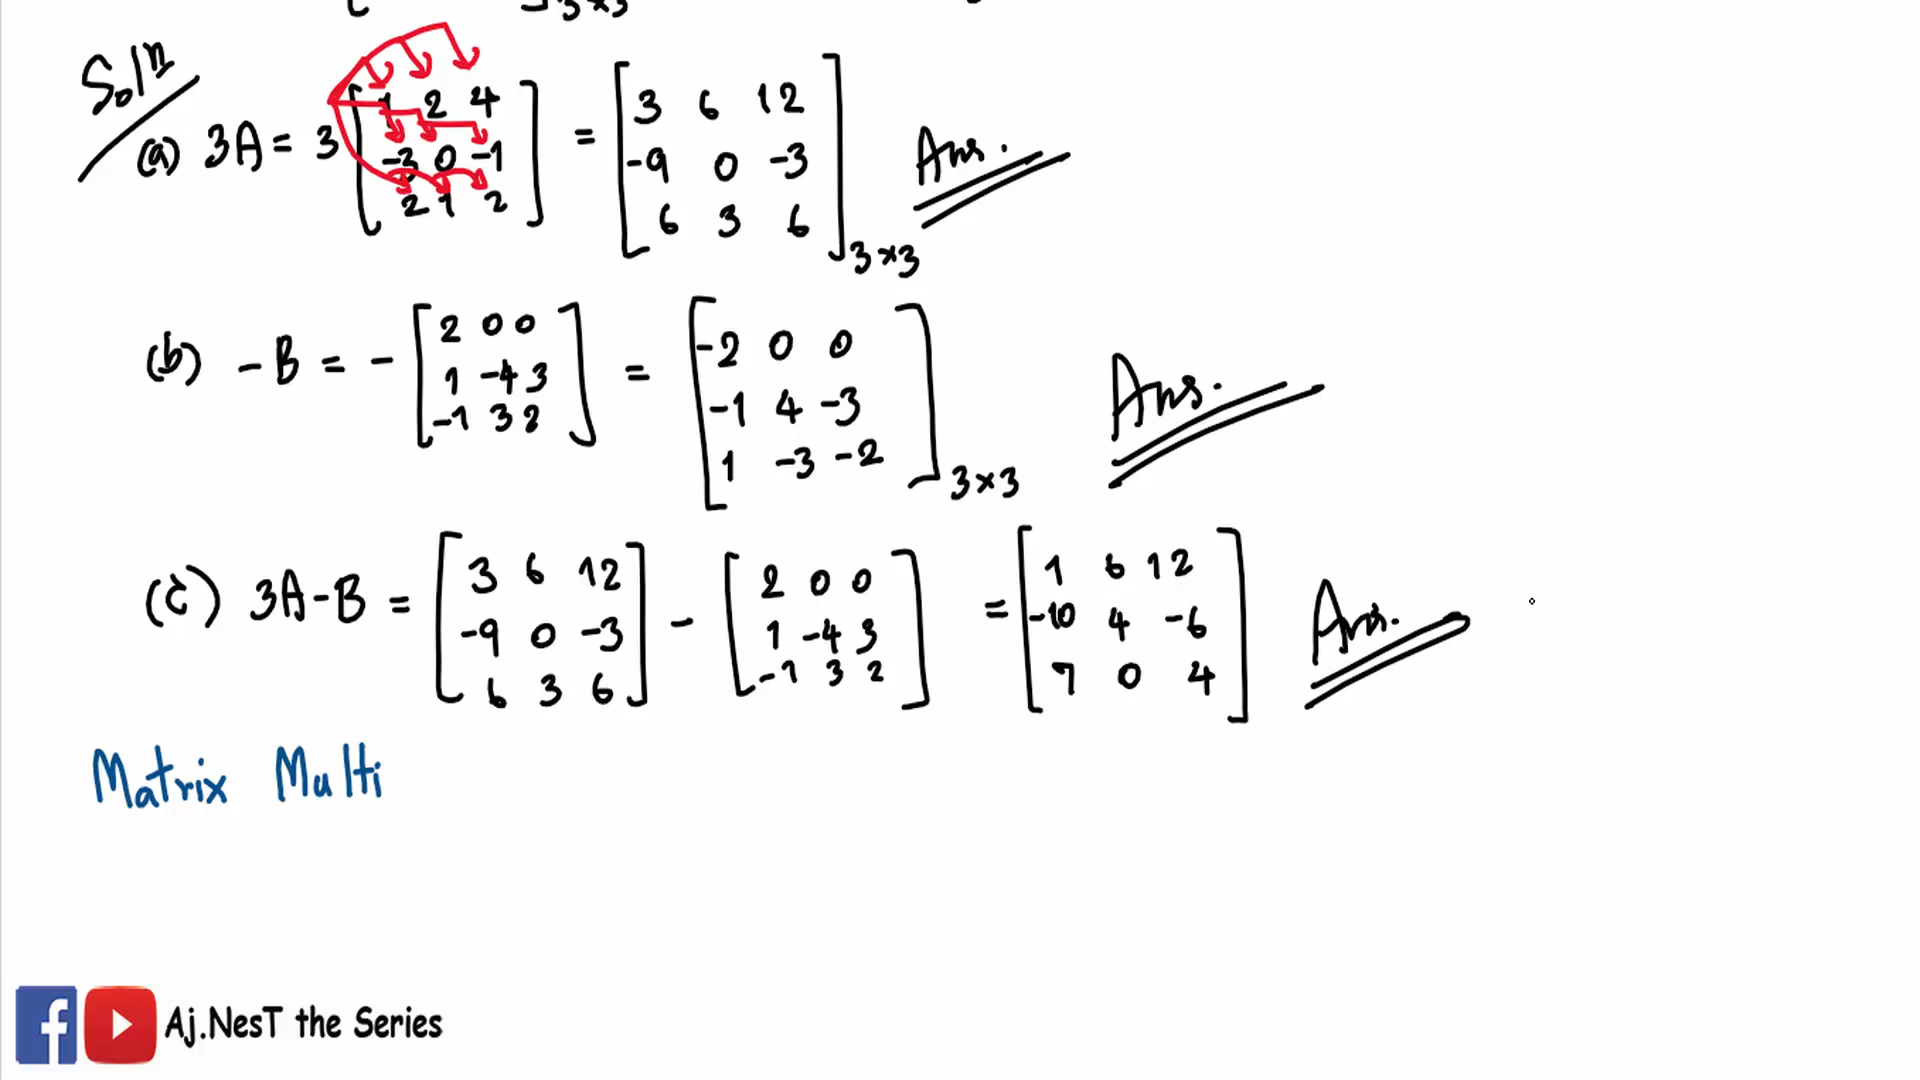 3×3
Solⁿ
(a) 3A = 3 [1 2 4 = [3 6 12 Ans.
-3 0 -1 -9 0 -3
2 1 2] 6 3 6]3×3
(b) -B = - [2 0 0 = [-2 0 0 Ans.
1 -4 3 -1 4 -3
-1 3 2] 1 -3 -2]3×3
(c) 3A-B = [3 6 12 - [2 0 0 = [1 6 12 Ans.
-9 0 -3 1 -4 3 -10 4 -6
6 3 6] -1 3 2] 7 0 4]
Matrix Multi
Aj.NesT the Series